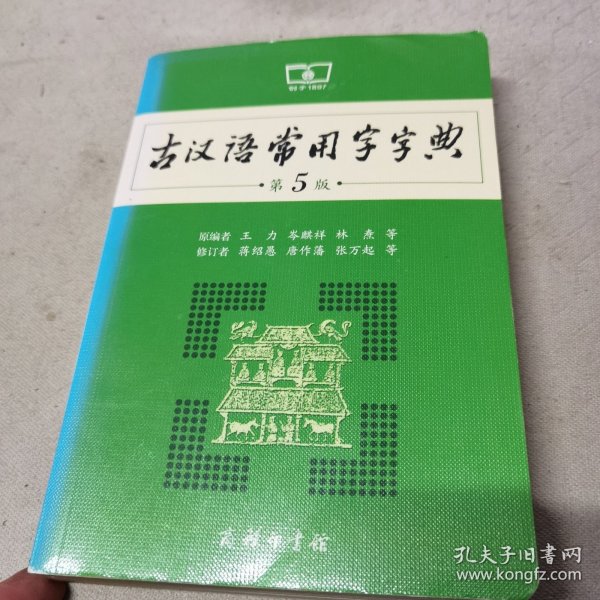 创于1897
古汉语常用字字典
·第5版·
原编者 王力 岑麒祥 林焘 等
修订者 蒋绍愚 唐作藩 张万起 等
商务印书馆
孔夫子旧书网
www.kongfz.com